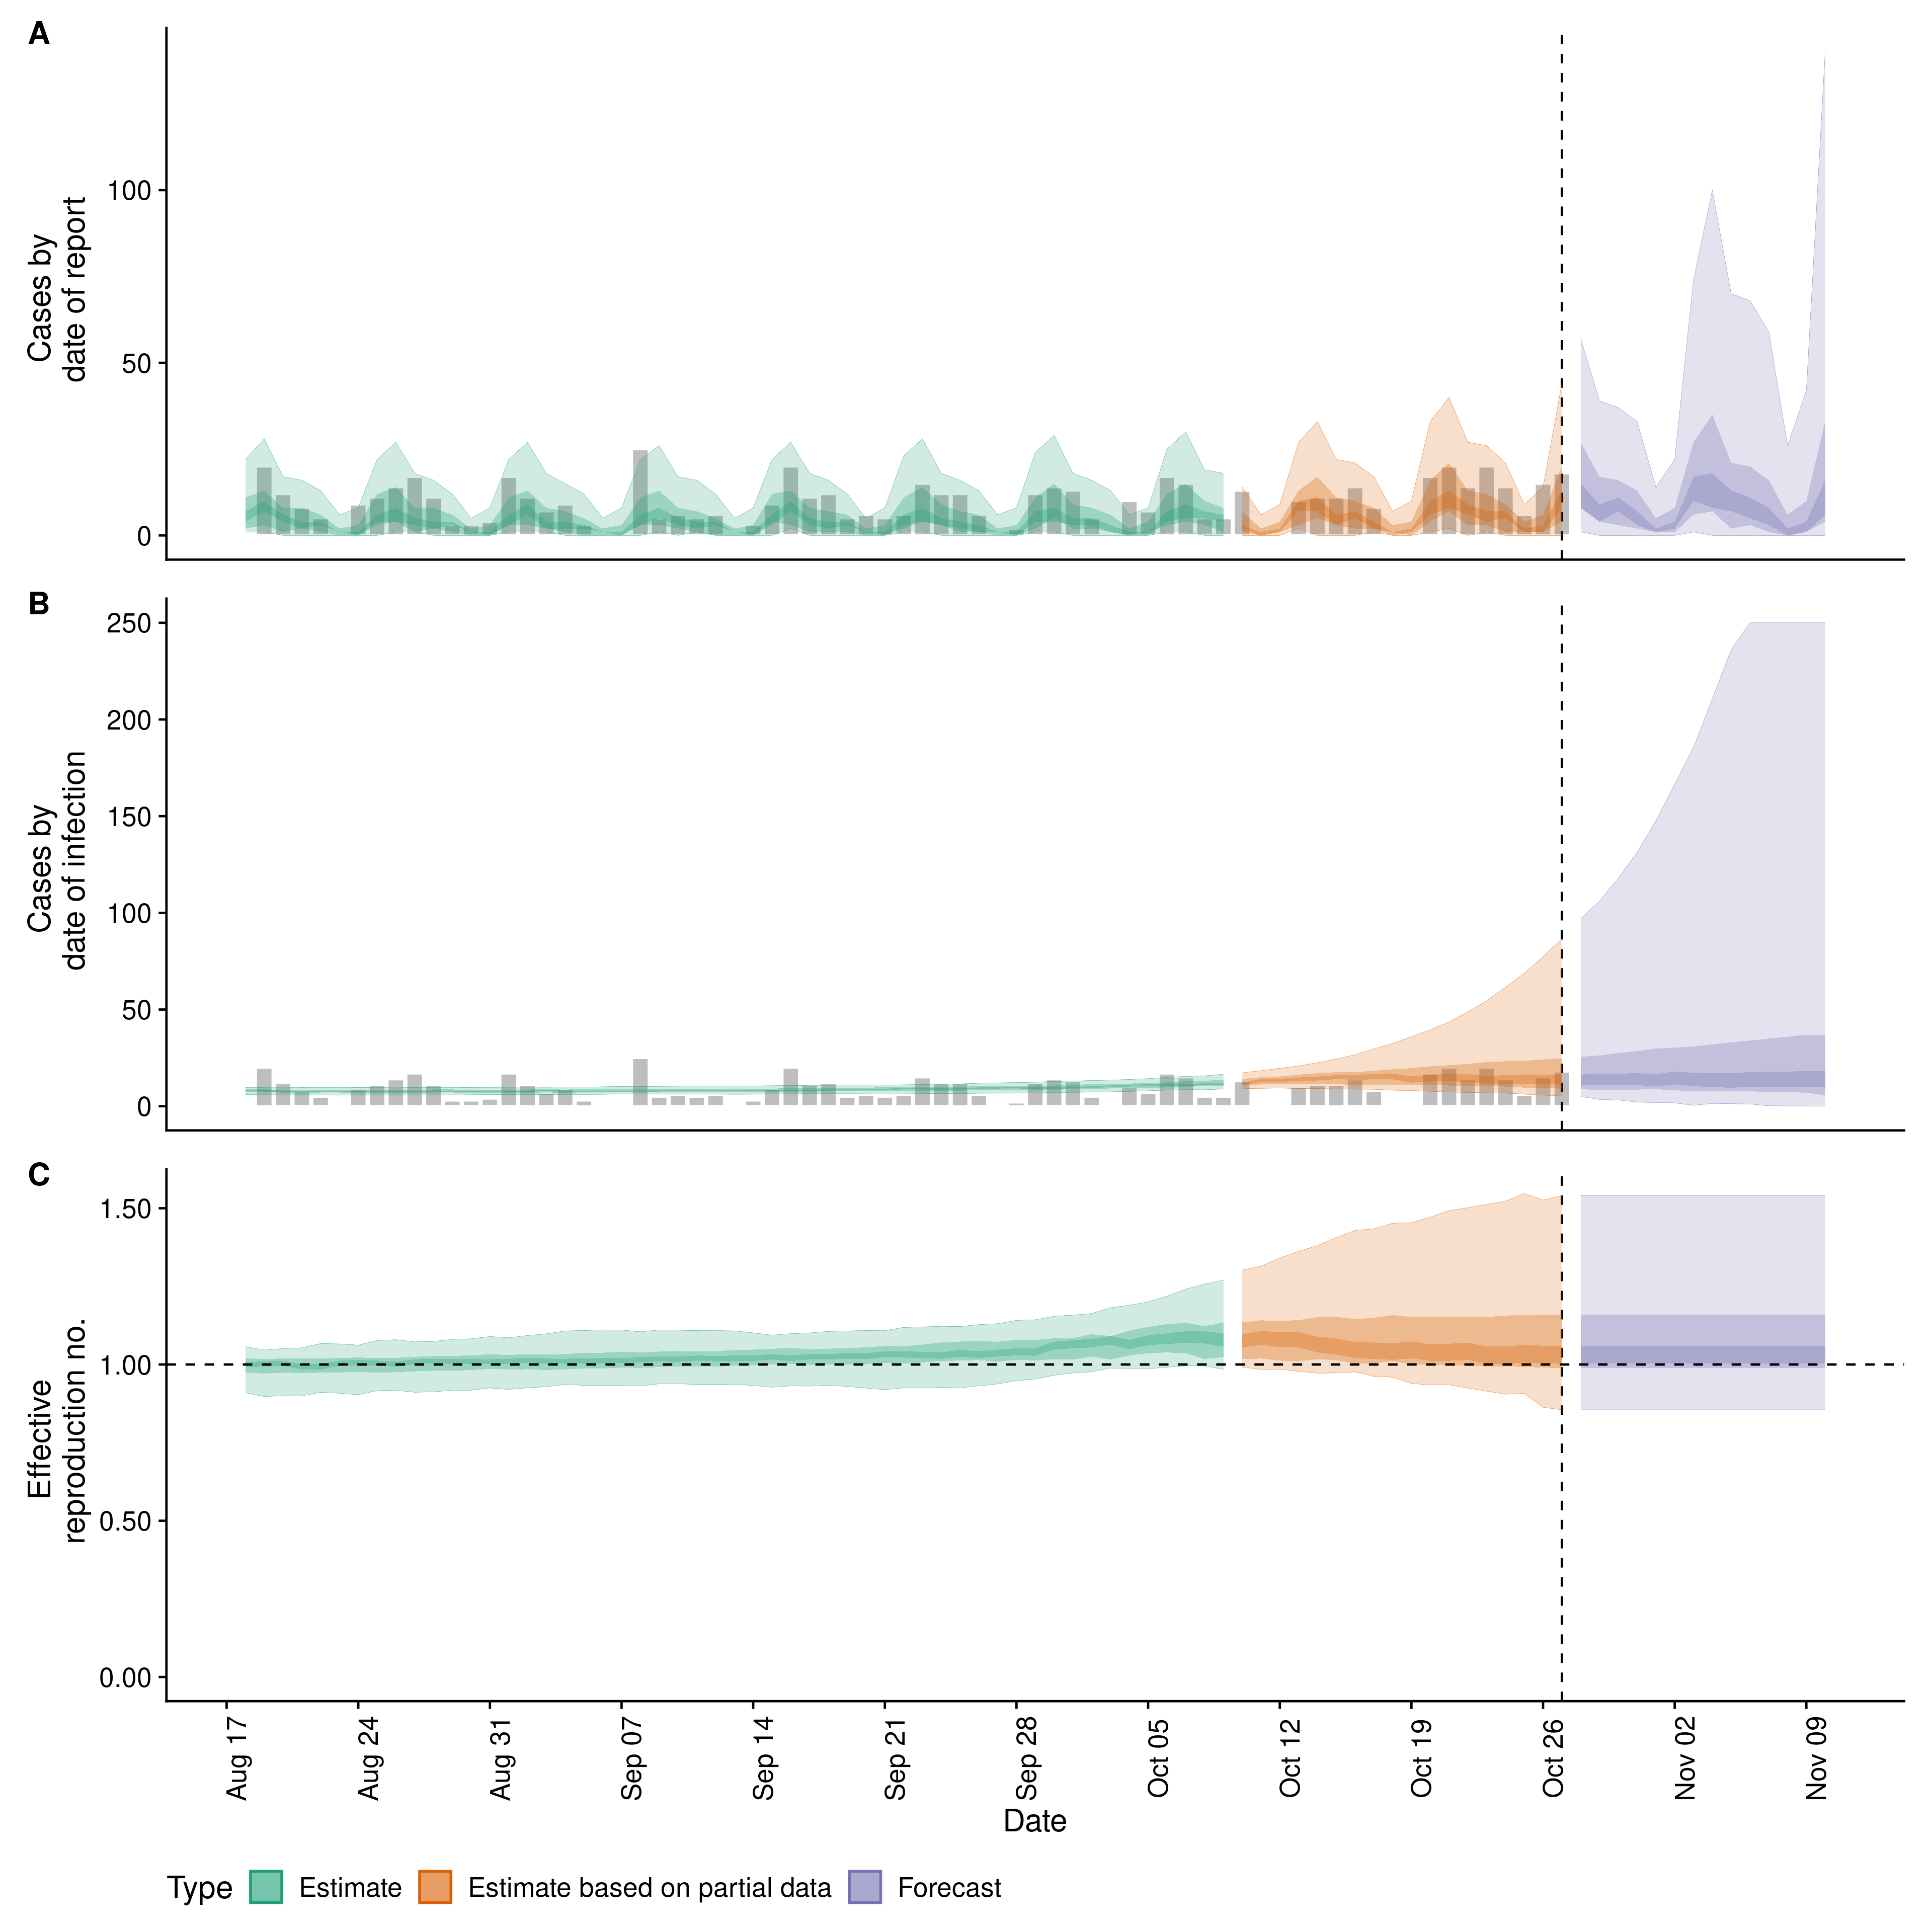 A
Cases by
date of report
100
50
0
B
Cases by
date of infection
250
200
150
100
50
0
C
Effective
reproduction no.
1.50
1.00
0.50
0.00
Aug 17
Aug 24
Aug 31
Sep 07
Sep 14
Sep 21
Sep 28
Oct 05
Oct 12
Oct 19
Oct 26
Nov 02
Nov 09
Date
Type
Estimate
Estimate based on partial data
Forecast